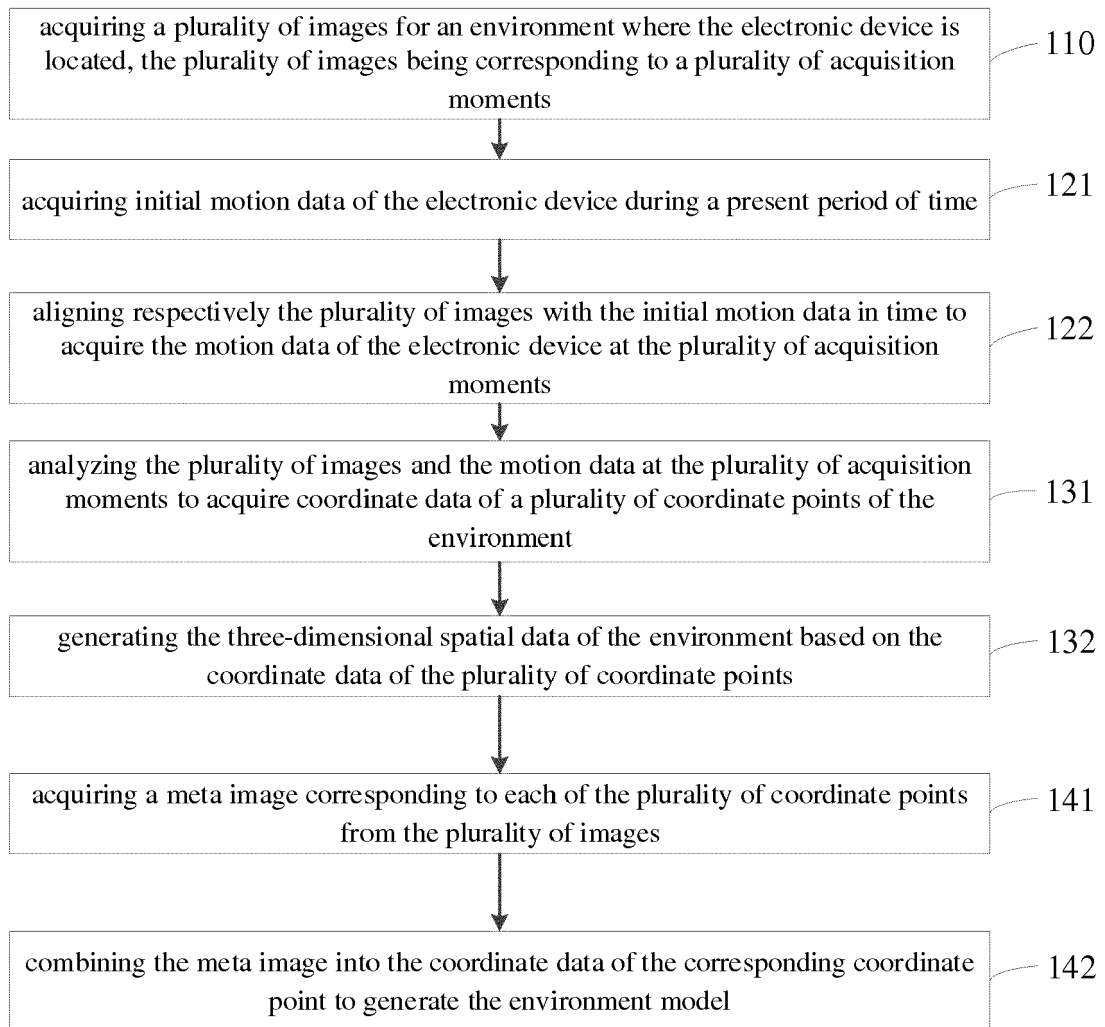 acquiring a plurality of images for an environment where the electronic device is
located, the plurality of images being corresponding to a plurality of acquisition
moments
110
acquiring initial motion data of the electronic device during a present period of time
121
aligning respectively the plurality of images with the initial motion data in time to
acquire the motion data of the electronic device at the plurality of acquisition
moments
122
analyzing the plurality of images and the motion data at the plurality of acquisition
moments to acquire coordinate data of a plurality of coordinate points of the
environment
131
generating the three-dimensional spatial data of the environment based on the
coordinate data of the plurality of coordinate points
132
acquiring a meta image corresponding to each of the plurality of coordinate points
from the plurality of images
141
combining the meta image into the coordinate data of the corresponding coordinate
point to generate the environment model
142